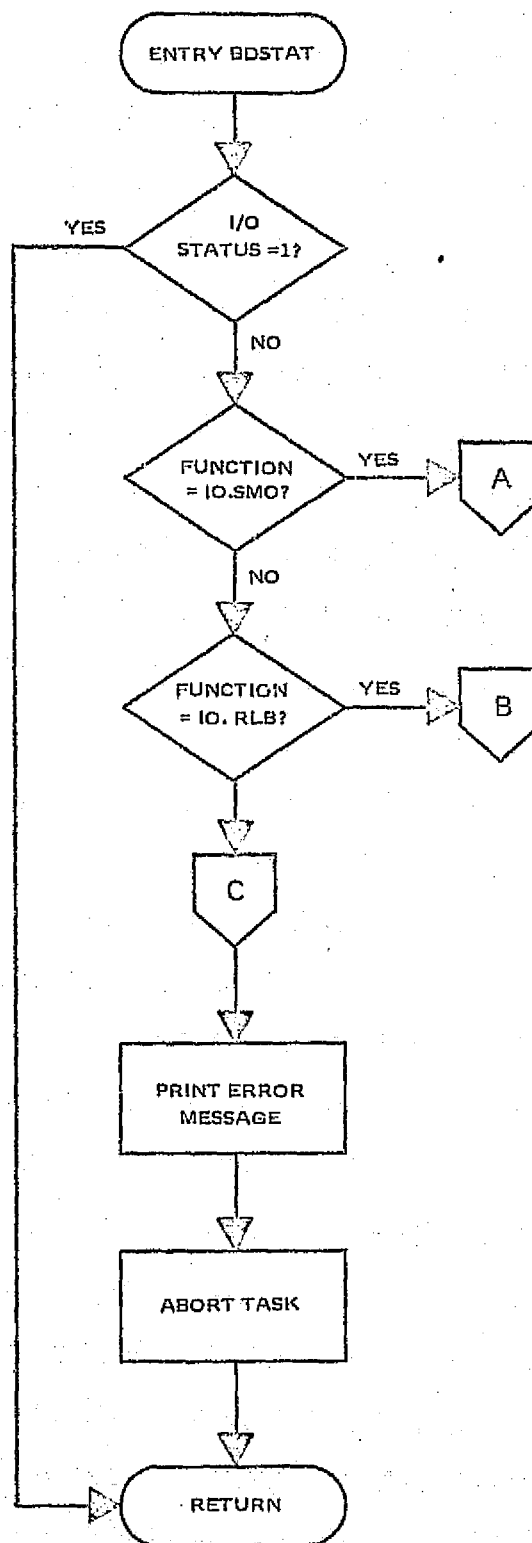 ENTRY BDSTAT
I/O
STATUS =1?
YES
NO
FUNCTION
= IO.SMO?
YES
A
NO
FUNCTION
= IO. RLB?
YES
B
C
PRINT ERROR
MESSAGE
ABORT TASK
RETURN